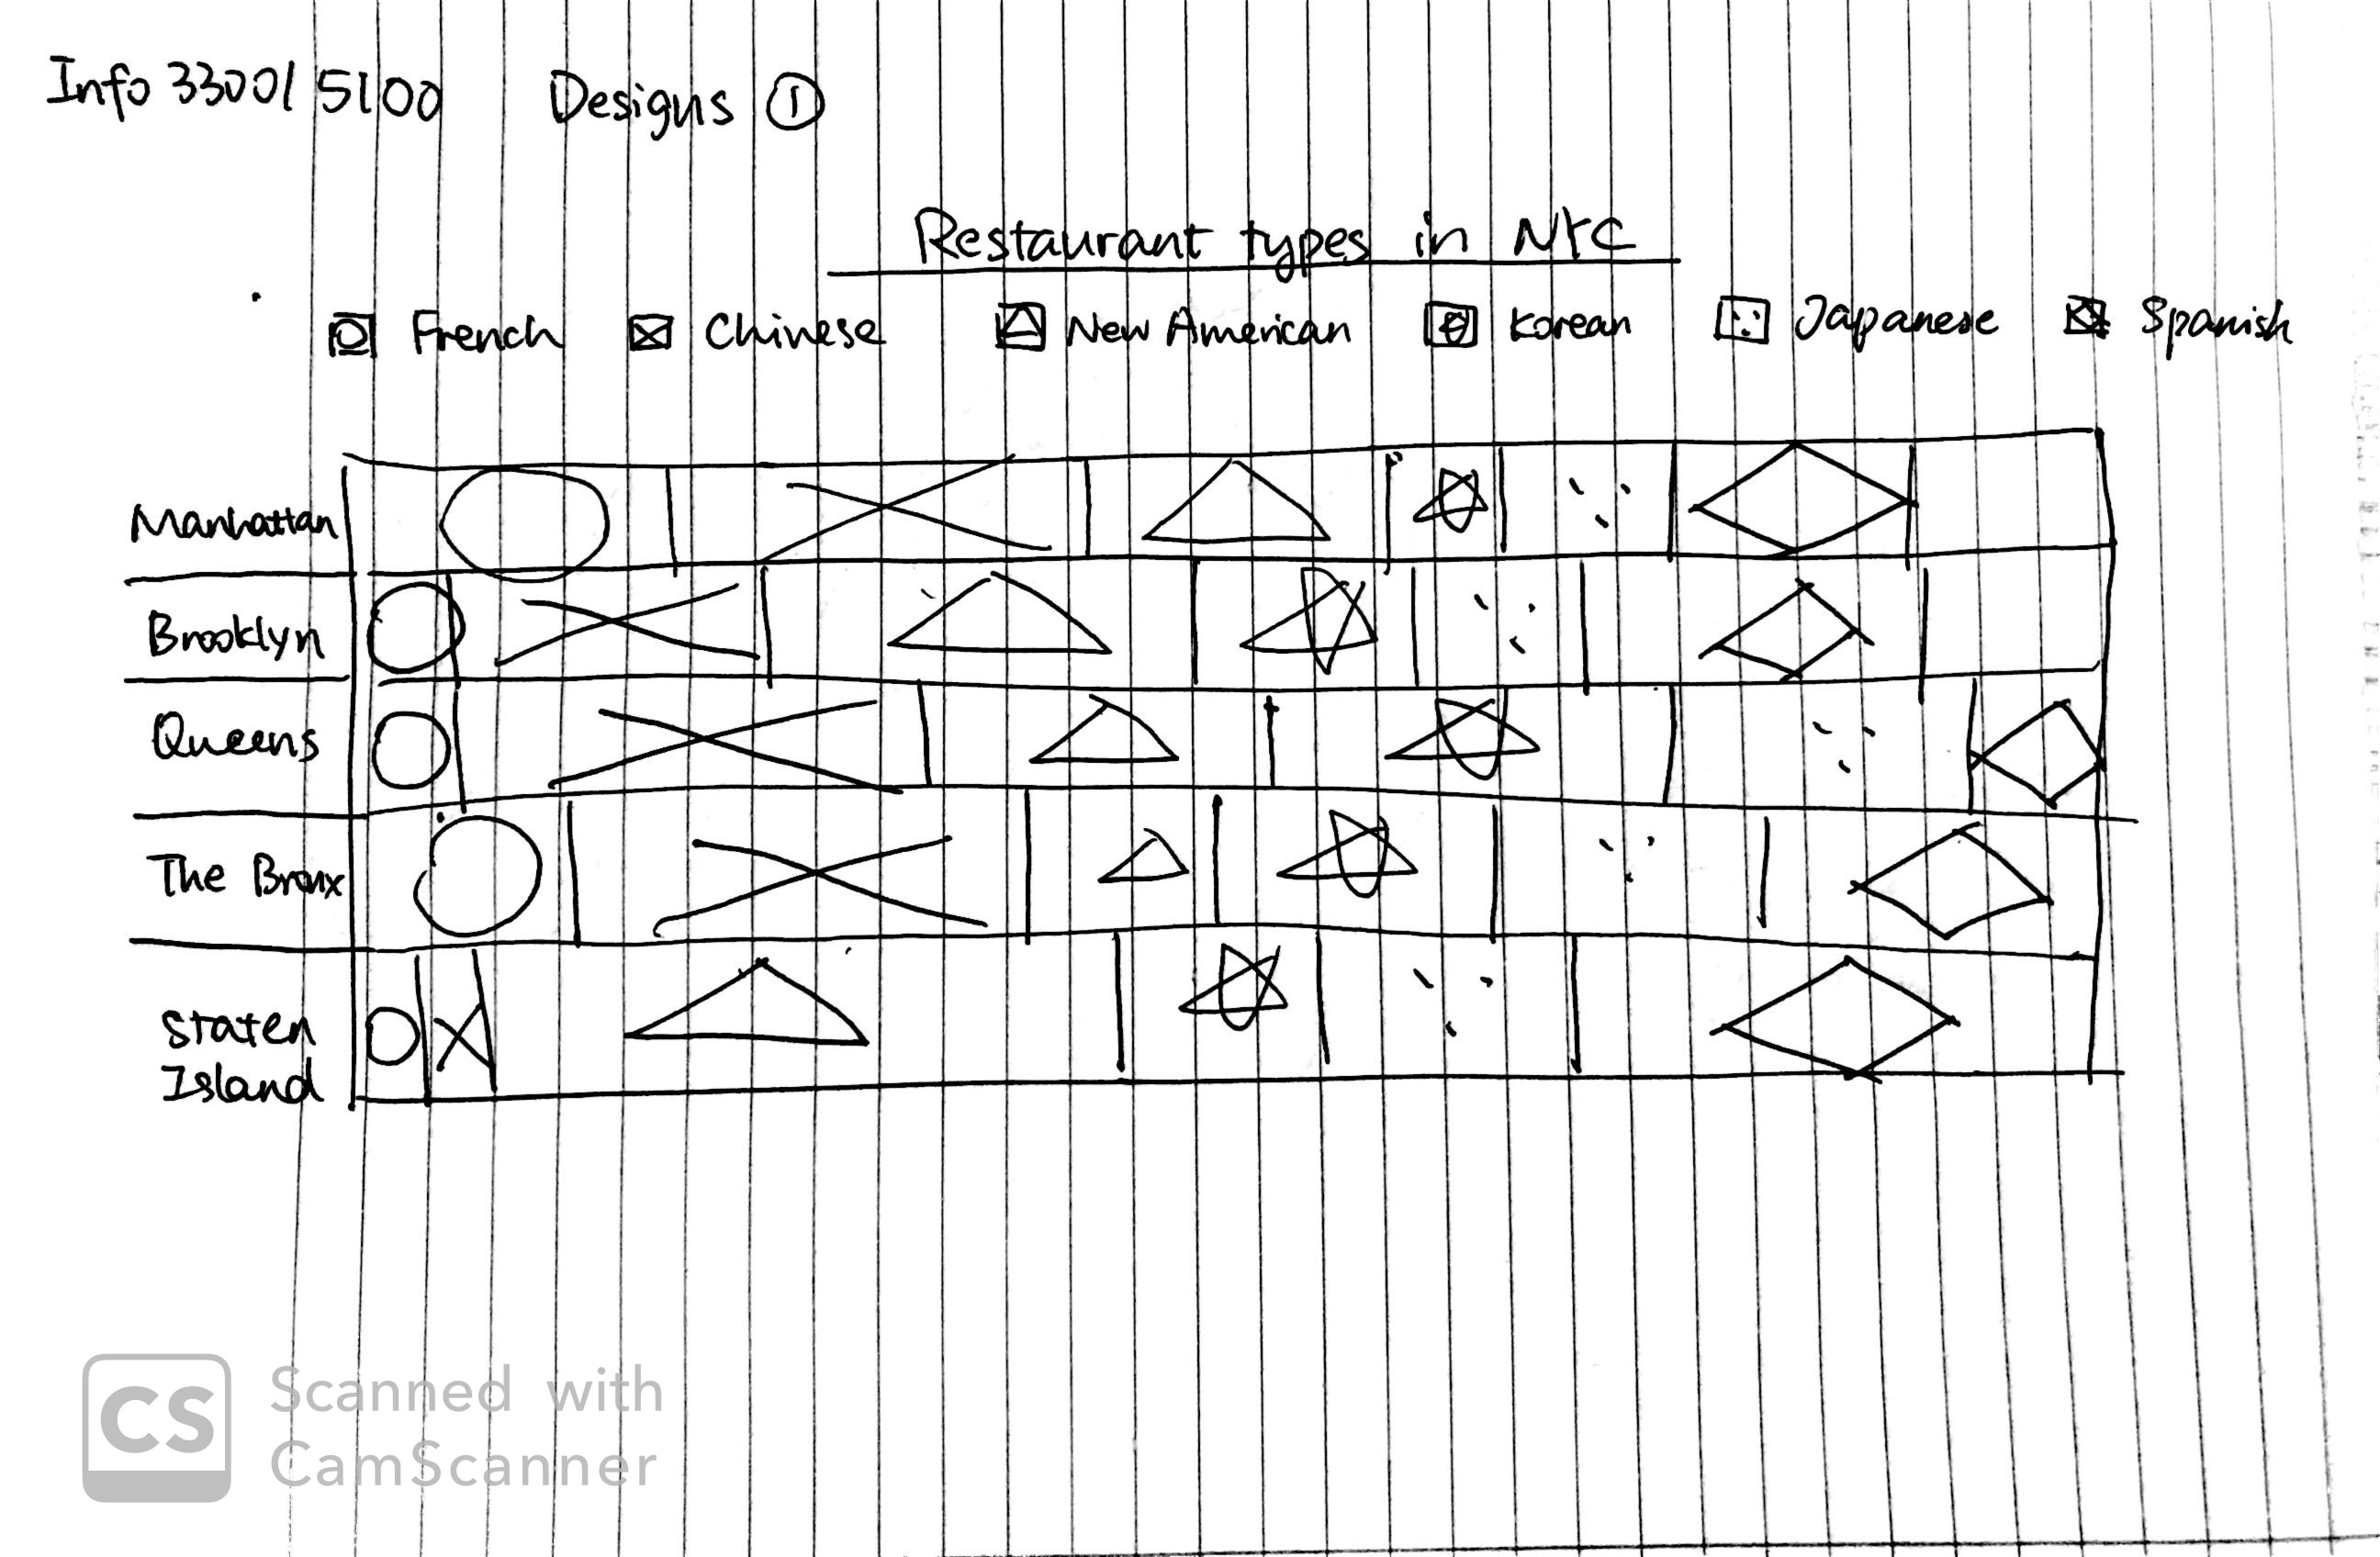 Info 3300/5100 Designs ①
Restaurant types in NYC
French Chinese New American Korean Japanese Spanish
Manhattan
Brooklyn
Queens
The Bronx
Staten
Island
CS Scanned with
CamScanner